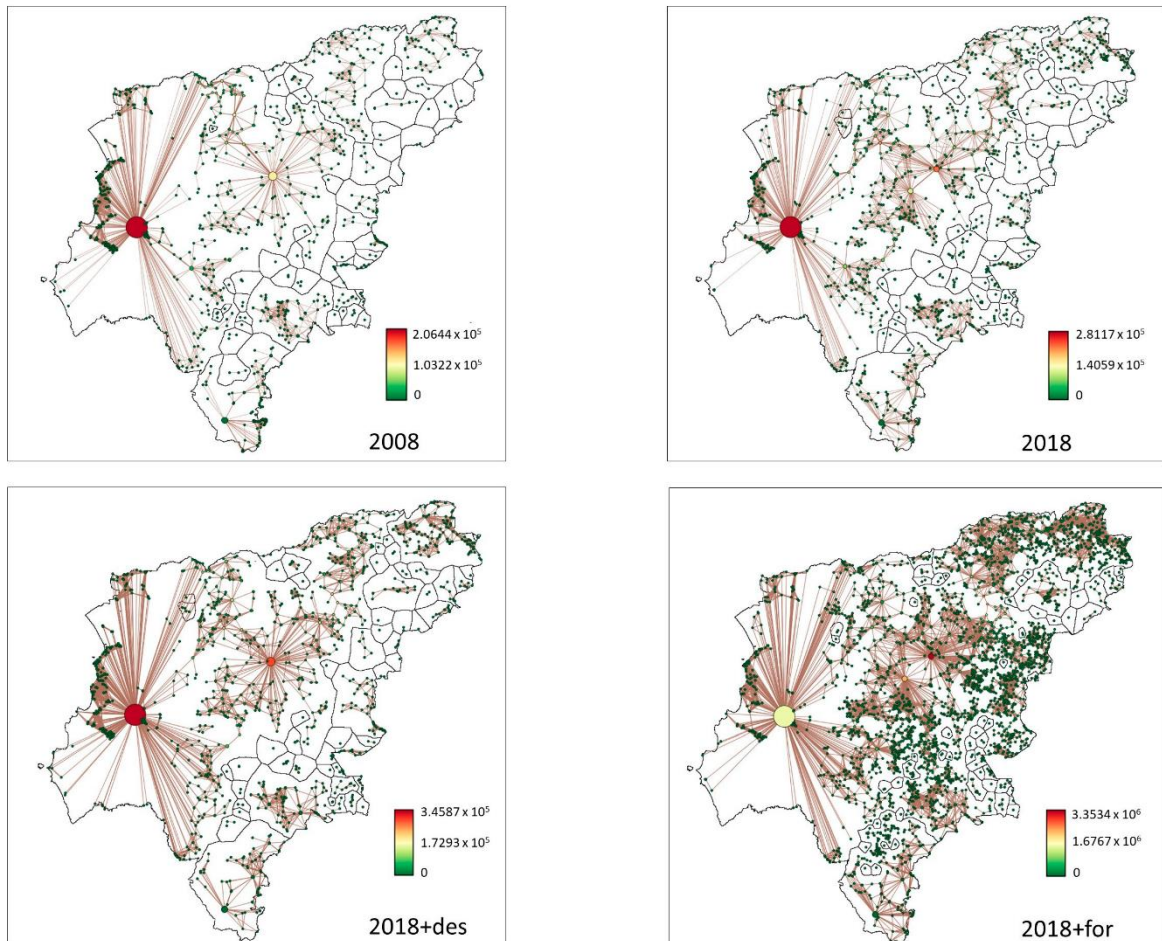 2.0644 x 10⁵
1.0322 x 10⁵
0
2008
2.8117 x 10⁵
1.4059 x 10⁵
0
2018
3.4587 x 10⁵
1.7293 x 10⁵
0
2018+des
3.3534 x 10⁶
1.6767 x 10⁶
0
2018+for